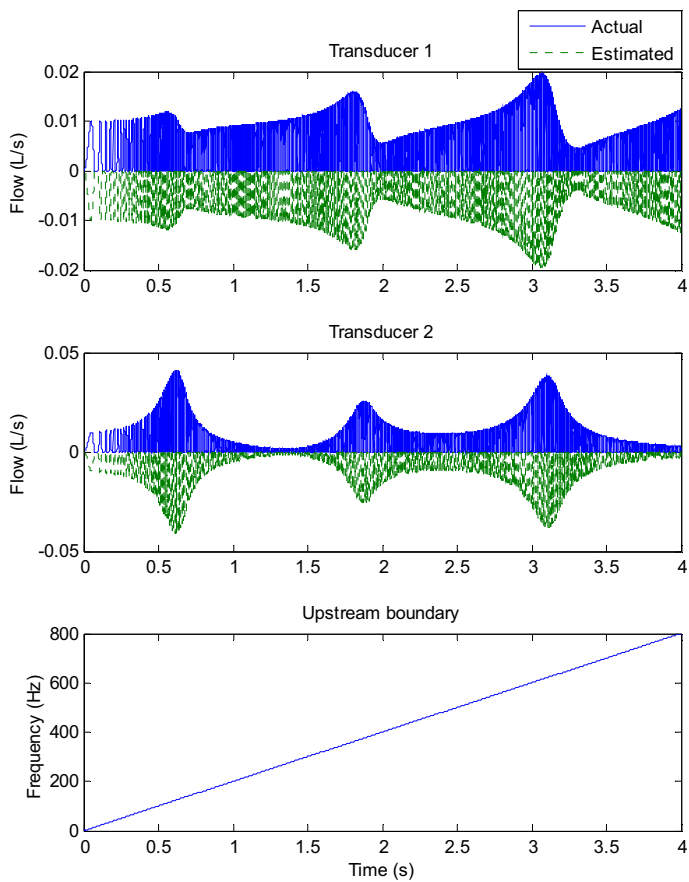 Actual
Estimated
Transducer 1
0.02
0.01
0
-0.01
-0.02
Flow (L/s)
0 0.5 1 1.5 2 2.5 3 3.5 4
Transducer 2
0.05
0
-0.05
Flow (L/s)
0 0.5 1 1.5 2 2.5 3 3.5 4
Upstream boundary
800
600
400
200
0
Frequency (Hz)
0 0.5 1 1.5 2 2.5 3 3.5 4
Time (s)